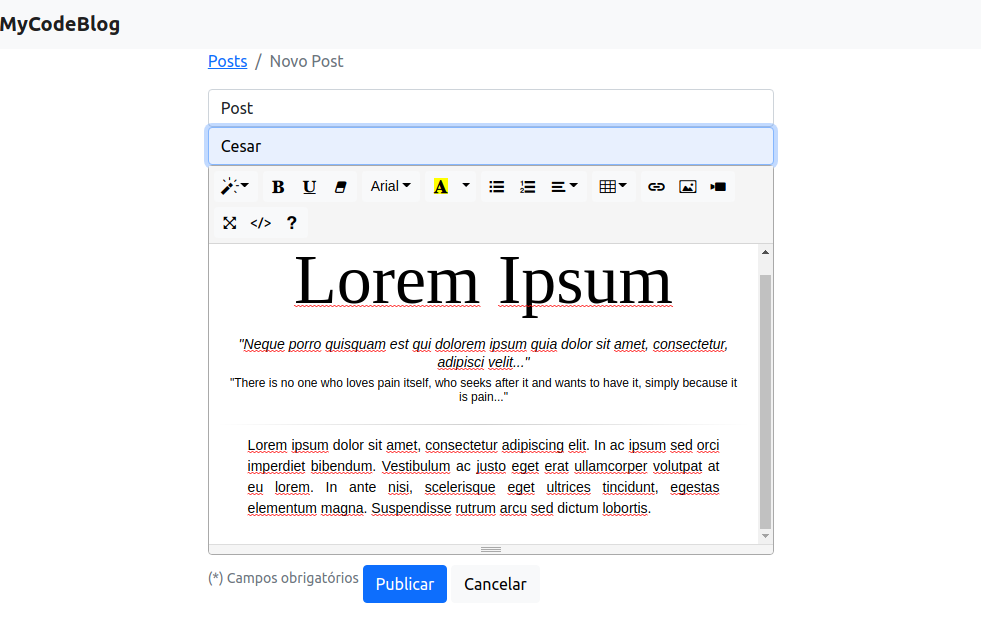 MyCodeBlog
Posts / Novo Post
Post
Cesar
B U Arial A
</> ?
Lorem Ipsum
"Neque porro quisquam est qui dolorem ipsum quia dolor sit amet, consectetur,
adipisci velit..."
"There is no one who loves pain itself, who seeks after it and wants to have it, simply because it
is pain..."
Lorem ipsum dolor sit amet, consectetur adipiscing elit. In ac ipsum sed orci
imperdiet bibendum. Vestibulum ac justo eget erat ullamcorper volutpat at
eu lorem. In ante nisi, scelerisque eget ultrices tincidunt, egestas
elementum magna. Suspendisse rutrum arcu sed dictum lobortis.
(*) Campos obrigatórios Publicar Cancelar